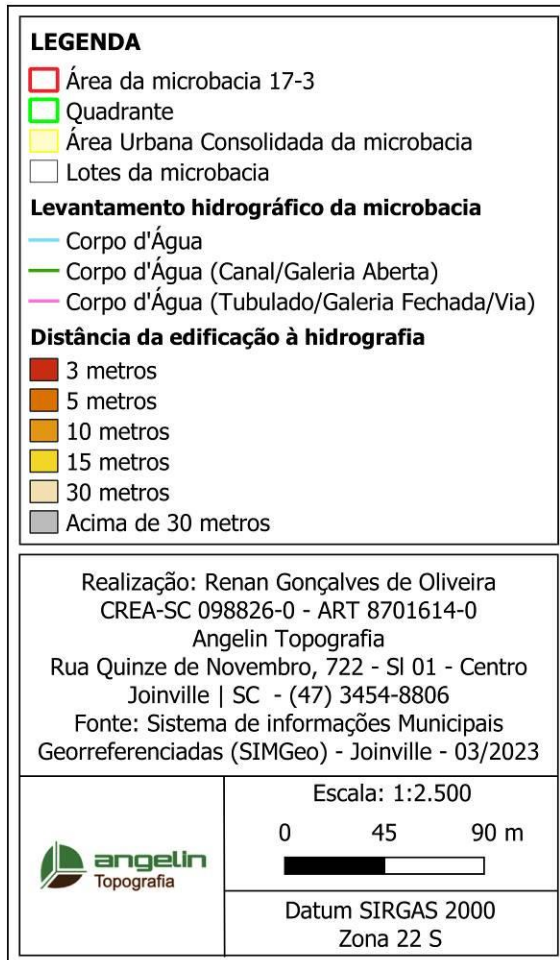 LEGENDA
Área da microbacia 17-3
Quadrante
Área Urbana Consolidada da microbacia
Lotes da microbacia
Levantamento hidrográfico da microbacia
Corpo d'Água
Corpo d'Água (Canal/Galeria Aberta)
Corpo d'Água (Tubulado/Galeria Fechada/Via)
Distância da edificação à hidrografia
3 metros
5 metros
10 metros
15 metros
30 metros
Acima de 30 metros
Realização: Renan Gonçalves de Oliveira
CREA-SC 098826-0 - ART 8701614-0
Angelin Topografia
Rua Quinze de Novembro, 722 - Sl 01 - Centro
Joinville | SC - (47) 3454-8806
Fonte: Sistema de informações Municipais
Georreferenciadas (SIMGeo) - Joinville - 03/2023
angelin
Topografia
Escala: 1:2.500
0 45 90 m
Datum SIRGAS 2000
Zona 22 S